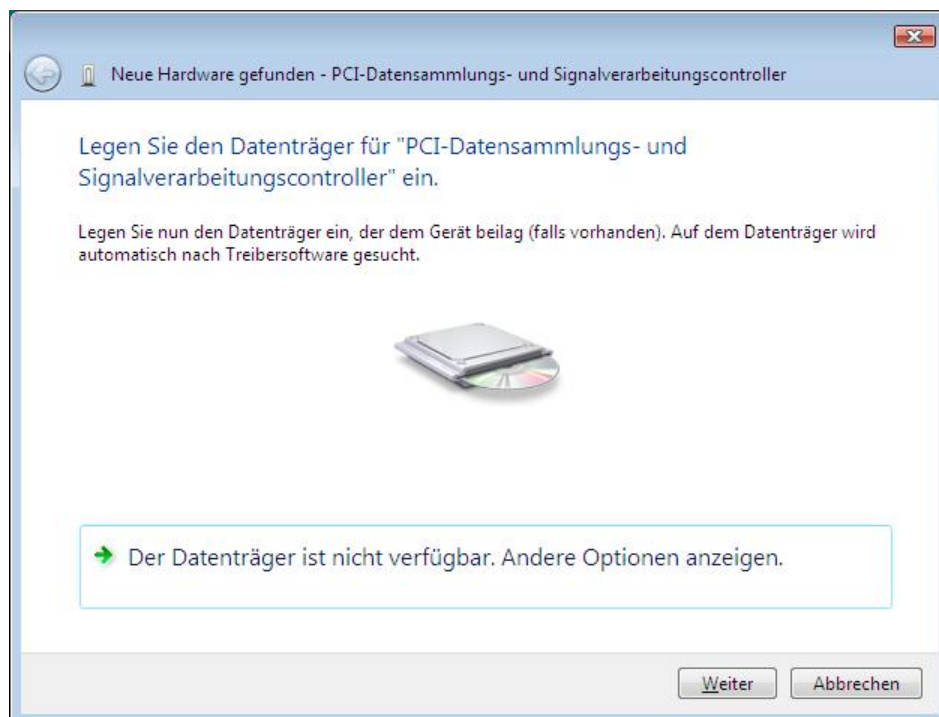 Neue Hardware gefunden - PCI-Datensammlungs- und Signalverarbeitungscontroller
Legen Sie den Datenträger für "PCI-Datensammlungs- und
Signalverarbeitungscontroller" ein.
Legen Sie nun den Datenträger ein, der dem Gerät beilag (falls vorhanden). Auf dem Datenträger wird
automatisch nach Treibersoftware gesucht.
Der Datenträger ist nicht verfügbar. Andere Optionen anzeigen.
Weiter Abbrechen